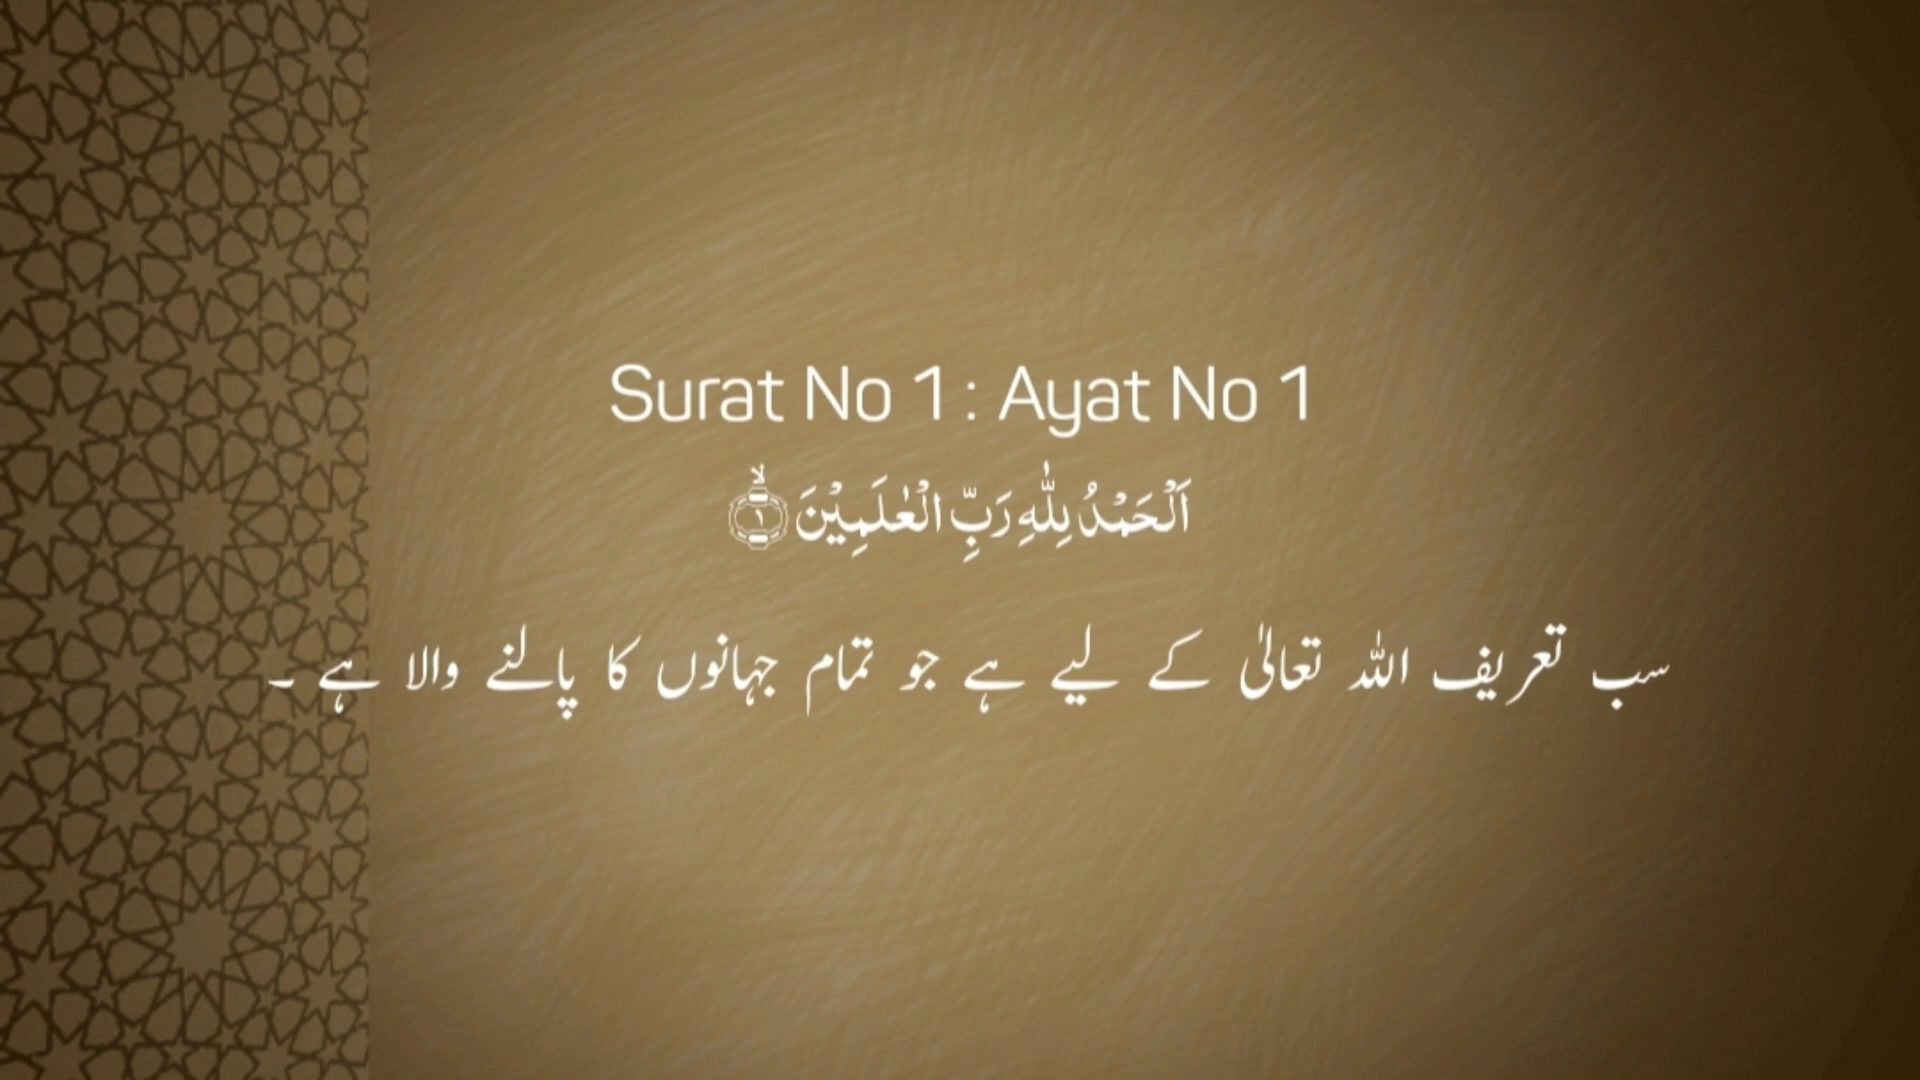 Surat No 1 : Ayat No 1
اَلْحَمْدُ لِلّٰهِ رَبِّ الْعٰلَمِیْنَ ۙ﴿۱﴾
سب تعریف اللہ تعالیٰ کے لیے ہے جو تمام جہانوں کا پالنے والا ہے ۔